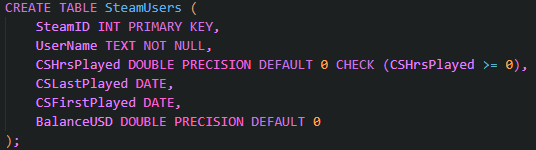 CREATE TABLE SteamUsers (
    SteamID INT PRIMARY KEY,
    UserName TEXT NOT NULL,
    CSHrsPlayed DOUBLE PRECISION DEFAULT 0 CHECK (CSHrsPlayed >= 0),
    CSLastPlayed DATE,
    CSFirstPlayed DATE,
    BalanceUSD DOUBLE PRECISION DEFAULT 0
);